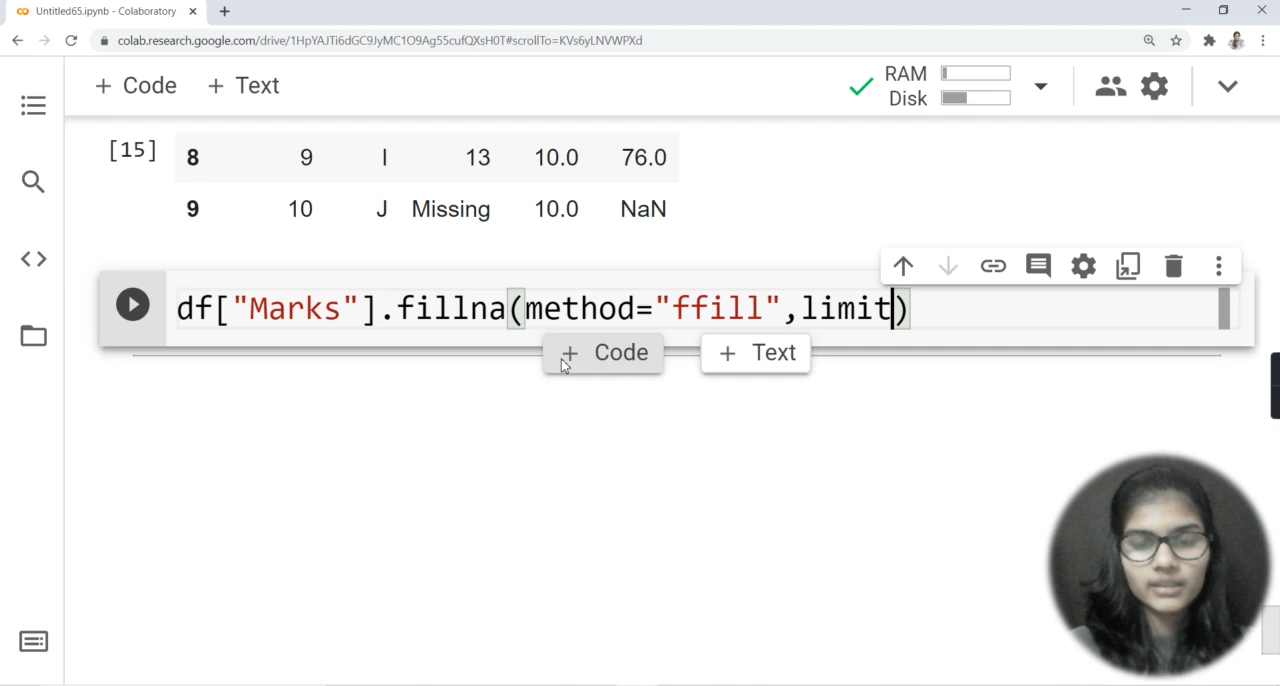 Untitled65.ipynb - Colaboratory
colab.research.google.com/drive/1HpYAJTi6dGC9JyMC1O9Ag55cufQXsH0T#scrollTo=KVs6yLNVWPXd
+ Code + Text
RAM
Disk
[15] 8 9 I 13 10.0 76.0
9 10 J Missing 10.0 NaN
df["Marks"].fillna(method="ffill",limit)
+ Code + Text